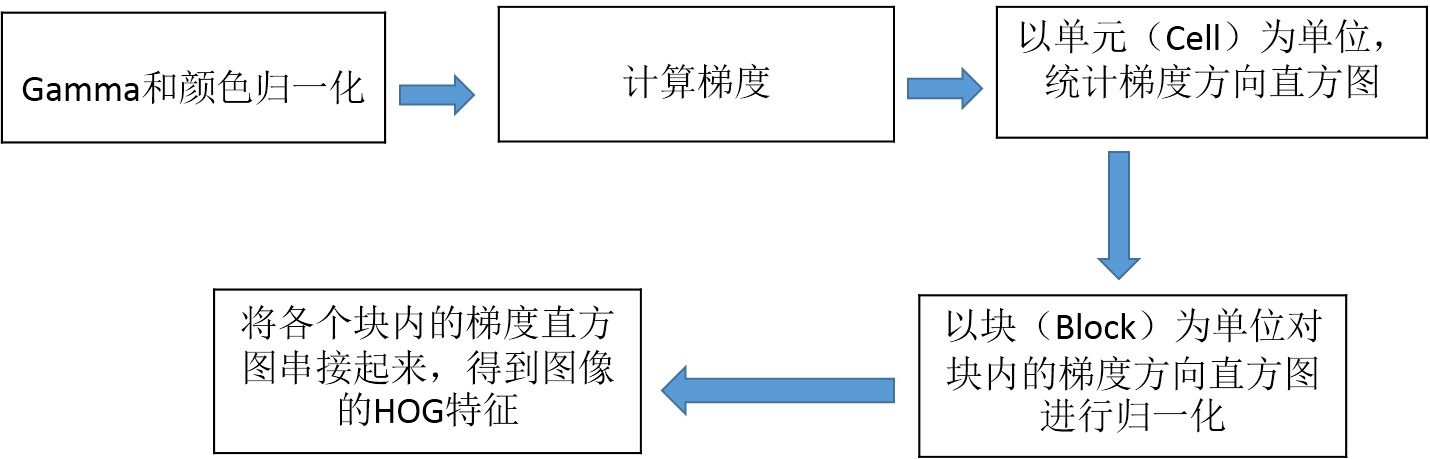 Gamma和颜色归一化
计算梯度
以单元（Cell）为单位，
统计梯度方向直方图
以块（Block）为单位对
块内的梯度方向直方图
进行归一化
将各个块内的梯度直方
图串接起来，得到图像
的HOG特征